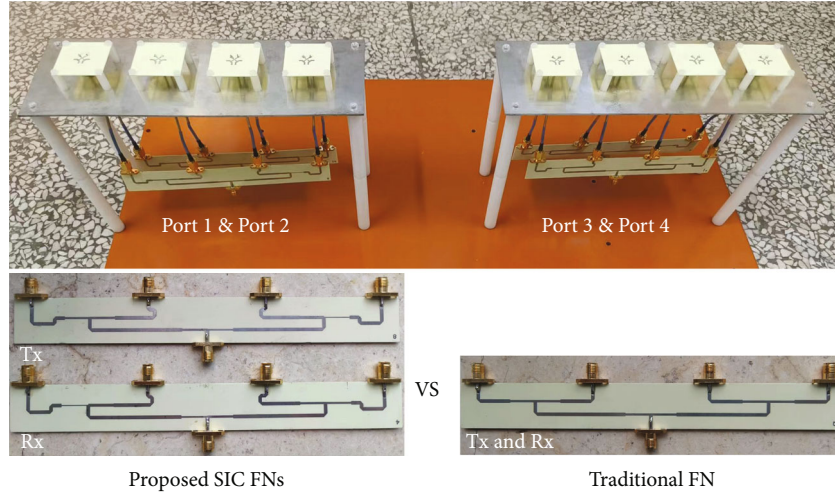 Port 1 & Port 2
Port 3 & Port 4
Tx
Rx
VS
Tx and Rx
Proposed SIC FNs
Traditional FN